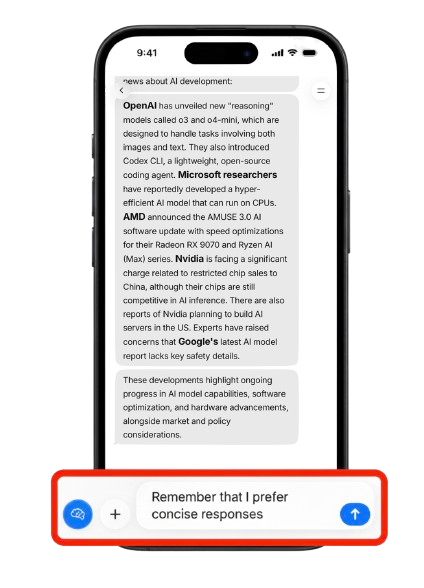 9:41
news about AI development:
OpenAI has unveiled new "reasoning"
models called o3 and o4-mini, which are
designed to handle tasks involving both
images and text. They also introduced
Codex CLI, a lightweight, open-source
coding agent. Microsoft researchers
have reportedly developed a hyper-
efficient AI model that can run on CPUs.
AMD announced the AMUSE 3.0 AI
software update with speed optimizations
for their Radeon RX 9070 and Ryzen AI
(Max) series. Nvidia is facing a significant
charge related to restricted chip sales to
China, although their chips are still
competitive in AI inference. There are also
reports of Nvidia planning to build AI
servers in the US. Experts have raised
concerns that Google's latest AI model
report lacks key safety details.
These developments highlight ongoing
progress in AI model capabilities, software
optimization, and hardware advancements,
alongside market and policy
considerations.
Remember that I prefer
concise responses